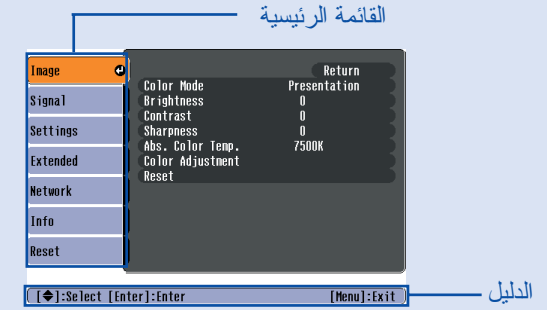 القائمة الرئيسية
Image
Signal
Settings
Extended
Network
Info
Reset
Return
Color Mode Presentation
Brightness 0
Contrast 0
Sharpness 0
Abs. Color Temp. 7500K
Color Adjustment
Reset
[◆]:Select [Enter]:Enter [Menu]:Exit
الدليل